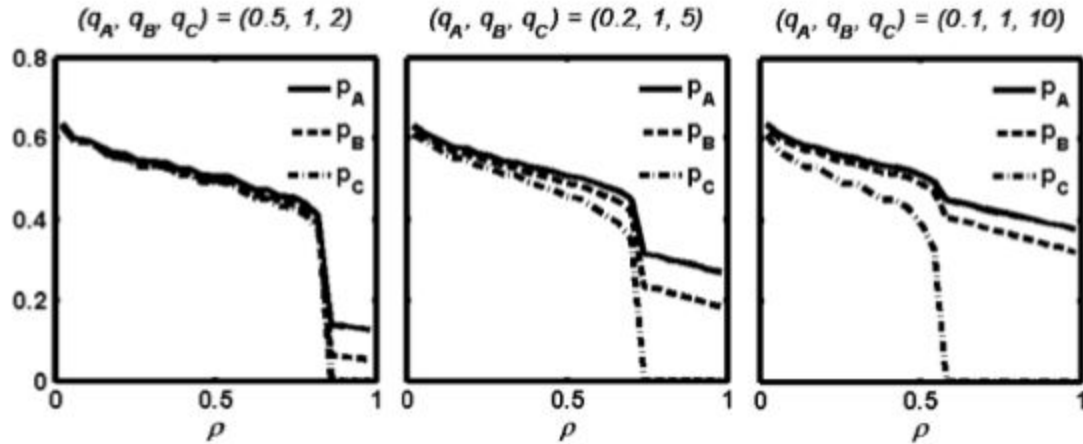 (q_A, q_B, q_C) = (0.5, 1, 2)
(q_A, q_B, q_C) = (0.2, 1, 5)
(q_A, q_B, q_C) = (0.1, 1, 10)
0.8
0.6
0.4
0.2
0
p_A
p_B
p_C
p_A
p_B
p_C
p_A
p_B
p_C
0 0.5 1
0 0.5 1
0 0.5 1
ρ
ρ
ρ